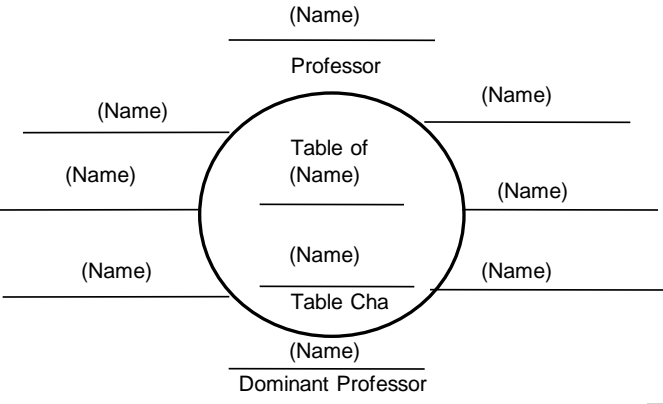 (Name)
Professor
(Name)
(Name)
Table of
(Name)
(Name)
(Name)
(Name)
(Name)
(Name)
Table Cha
(Name)
Dominant Professor